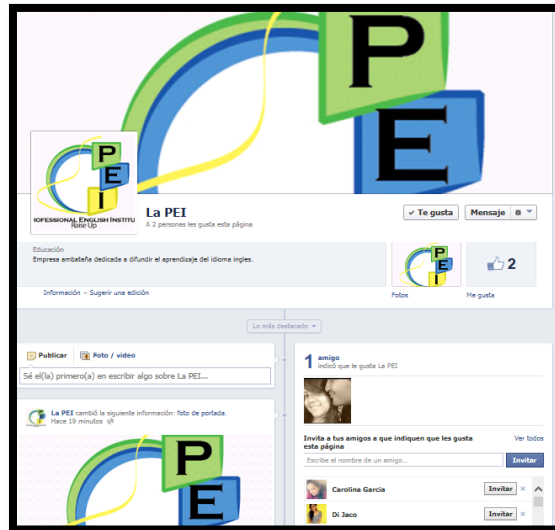 P
E
P
E
I
ROFESSIONAL ENGLISH INSTITU
Raise Up
La PEI
A 2 personas les gusta esta página
Te gusta
Mensaje
Educación
Empresa ambateña dedicada a difundir el aprendizaje del idioma ingles.
Información – Sugerir una edición
P
E
I
Fotos
2
Me gusta
Lo más destacado
Publicar Foto / video
Sé el(la) primero(a) en escribir algo sobre La PEI...
La PEI cambió la siguiente información: foto de portada.
Hace 19 minutos
P
E
1 amigo
indicó que le gusta La PEI
Invita a tus amigos a que indiquen que les gusta
esta página
Ver todos
Escribe el nombre de un amigo...
Invitar
Carolina Garcia
Invitar
Di Jaco
Invitar